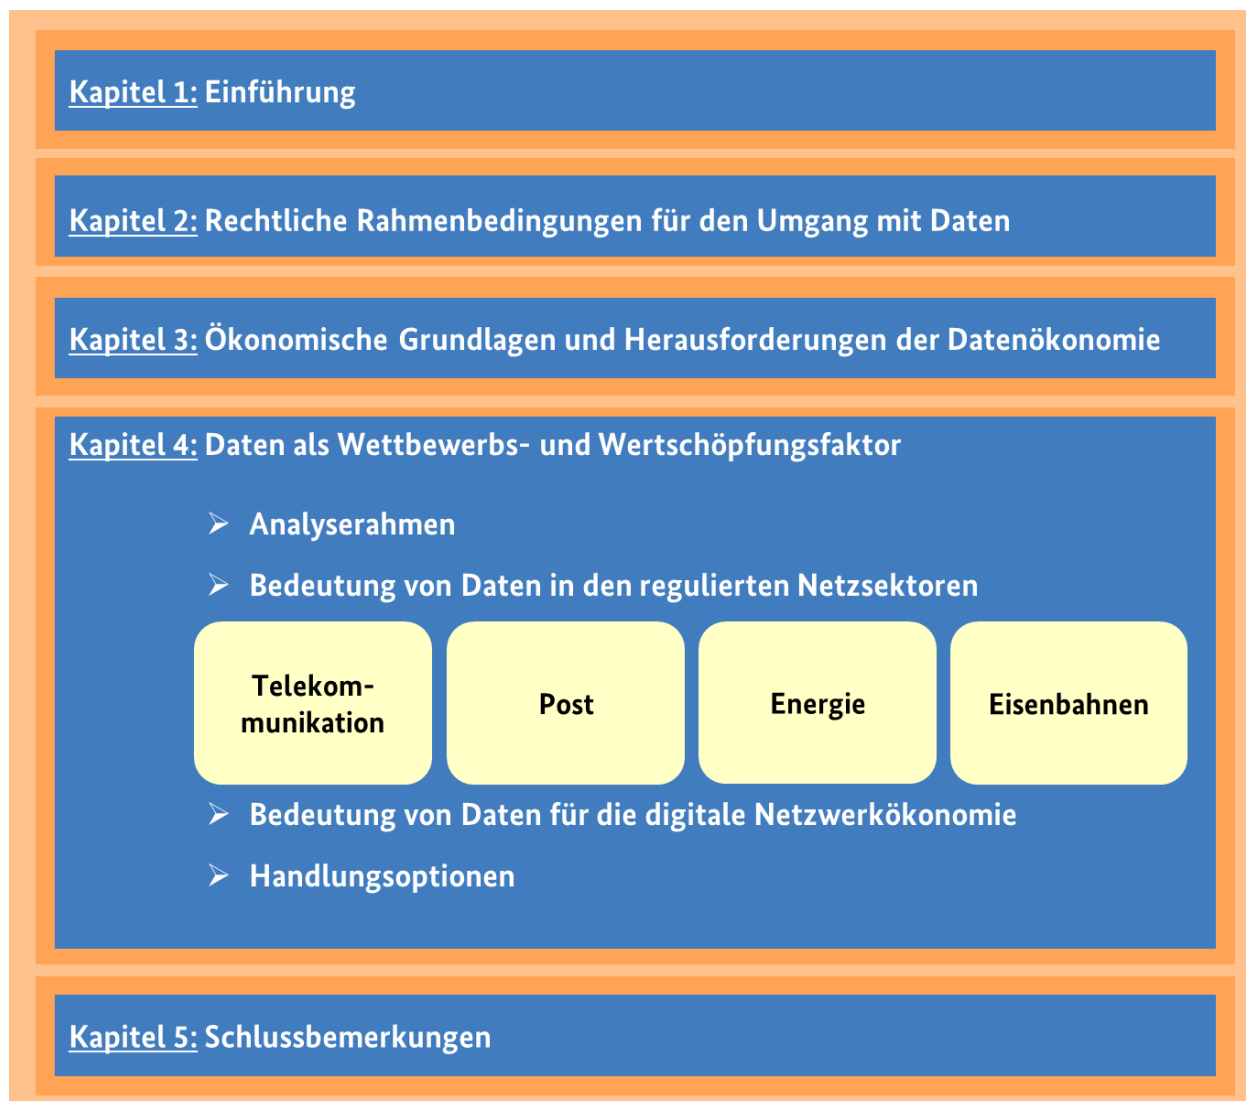 Kapitel 1: Einführung
Kapitel 2: Rechtliche Rahmenbedingungen für den Umgang mit Daten
Kapitel 3: Ökonomische Grundlagen und Herausforderungen der Datenökonomie
Kapitel 4: Daten als Wettbewerbs- und Wertschöpfungsfaktor
➢ Analyserahmen
➢ Bedeutung von Daten in den regulierten Netzsektoren
Telekom-
munikation
Post
Energie
Eisenbahnen
➢ Bedeutung von Daten für die digitale Netzwerkökonomie
➢ Handlungsoptionen
Kapitel 5: Schlussbemerkungen